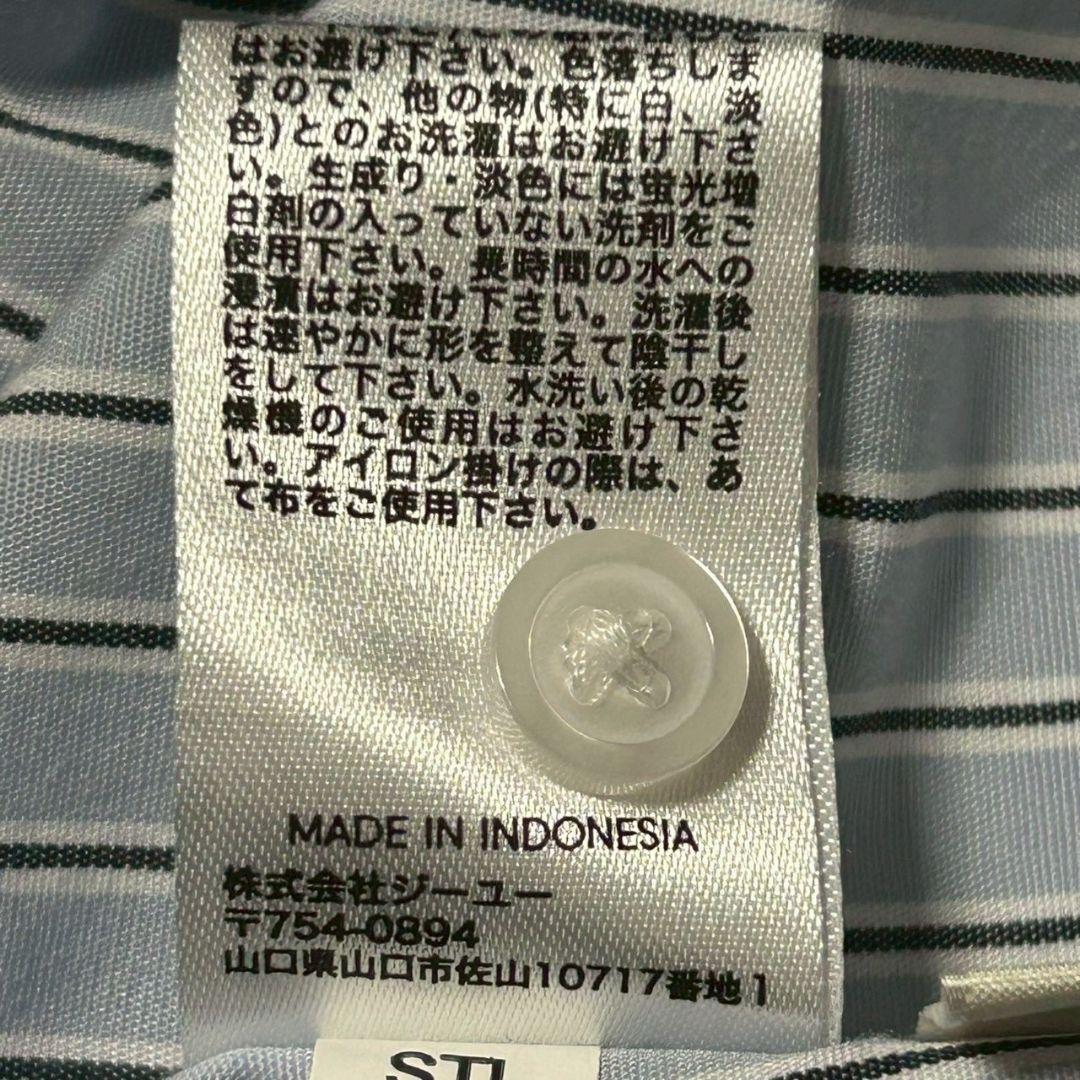 はお避け下さい。色落ちしま
すので、他の物(特に白、淡
色)とのお洗濯はお避け下さ
い。生成り・淡色には蛍光増
白剤の入っていない洗剤をご
使用下さい。長時間の水への
浸漬はお避け下さい。洗濯後
は速やかに形を整えて陰干し
をして下さい。水洗い後の乾
燥機のご使用はお避け下さ
い。アイロン掛けの際は、あ
て布をご使用下さい。
MADE IN INDONESIA
株式会社ジーユー
〒754-0894
山口県山口市佐山10717番地1